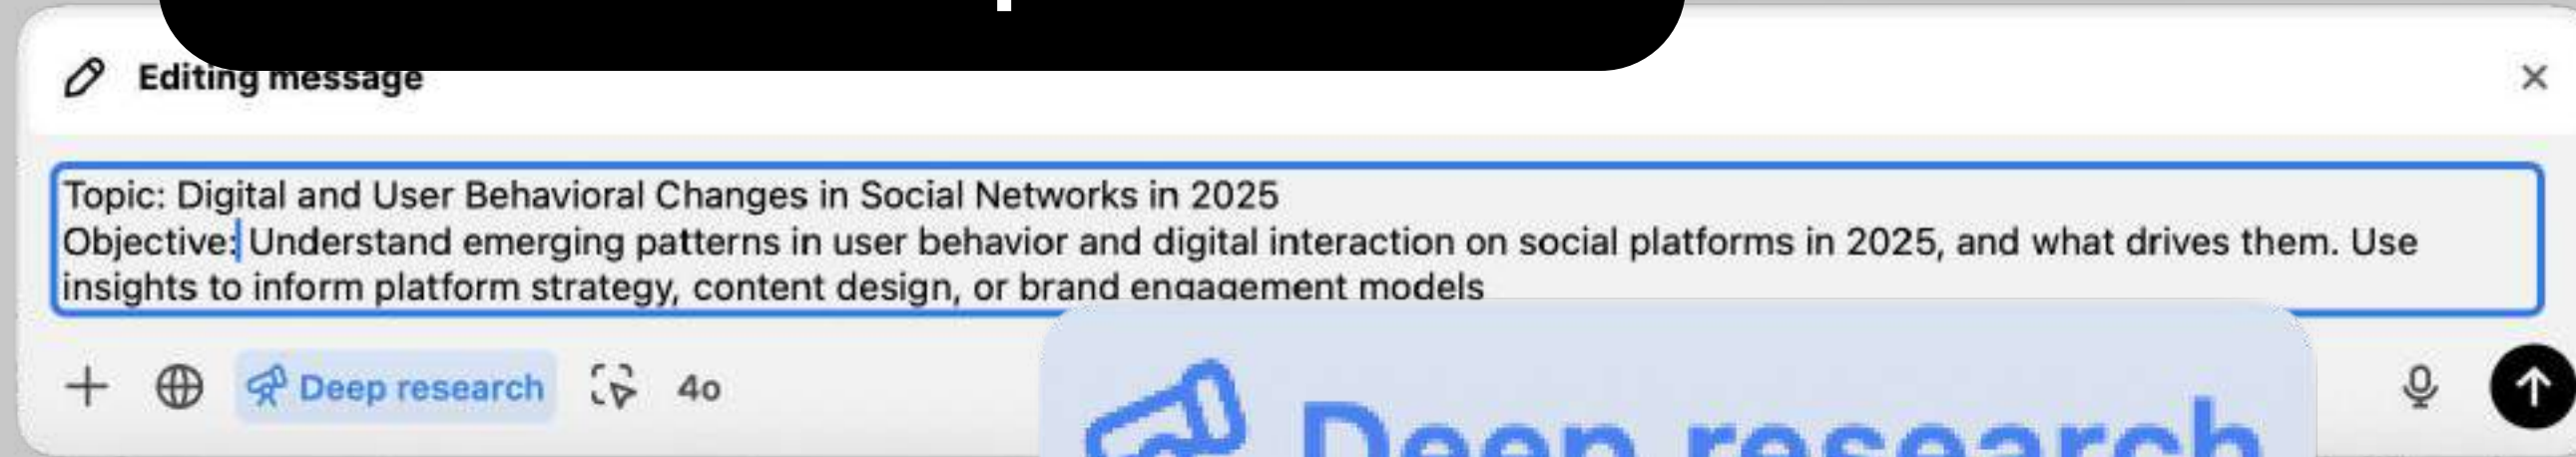 Editing message
Topic: Digital and User Behavioral Changes in Social Networks in 2025
Objective: Understand emerging patterns in user behavior and digital interaction on social platforms in 2025, and what drives them. Use
insights to inform platform strategy, content design, or brand engagement models
Deep research
4o
Deep research